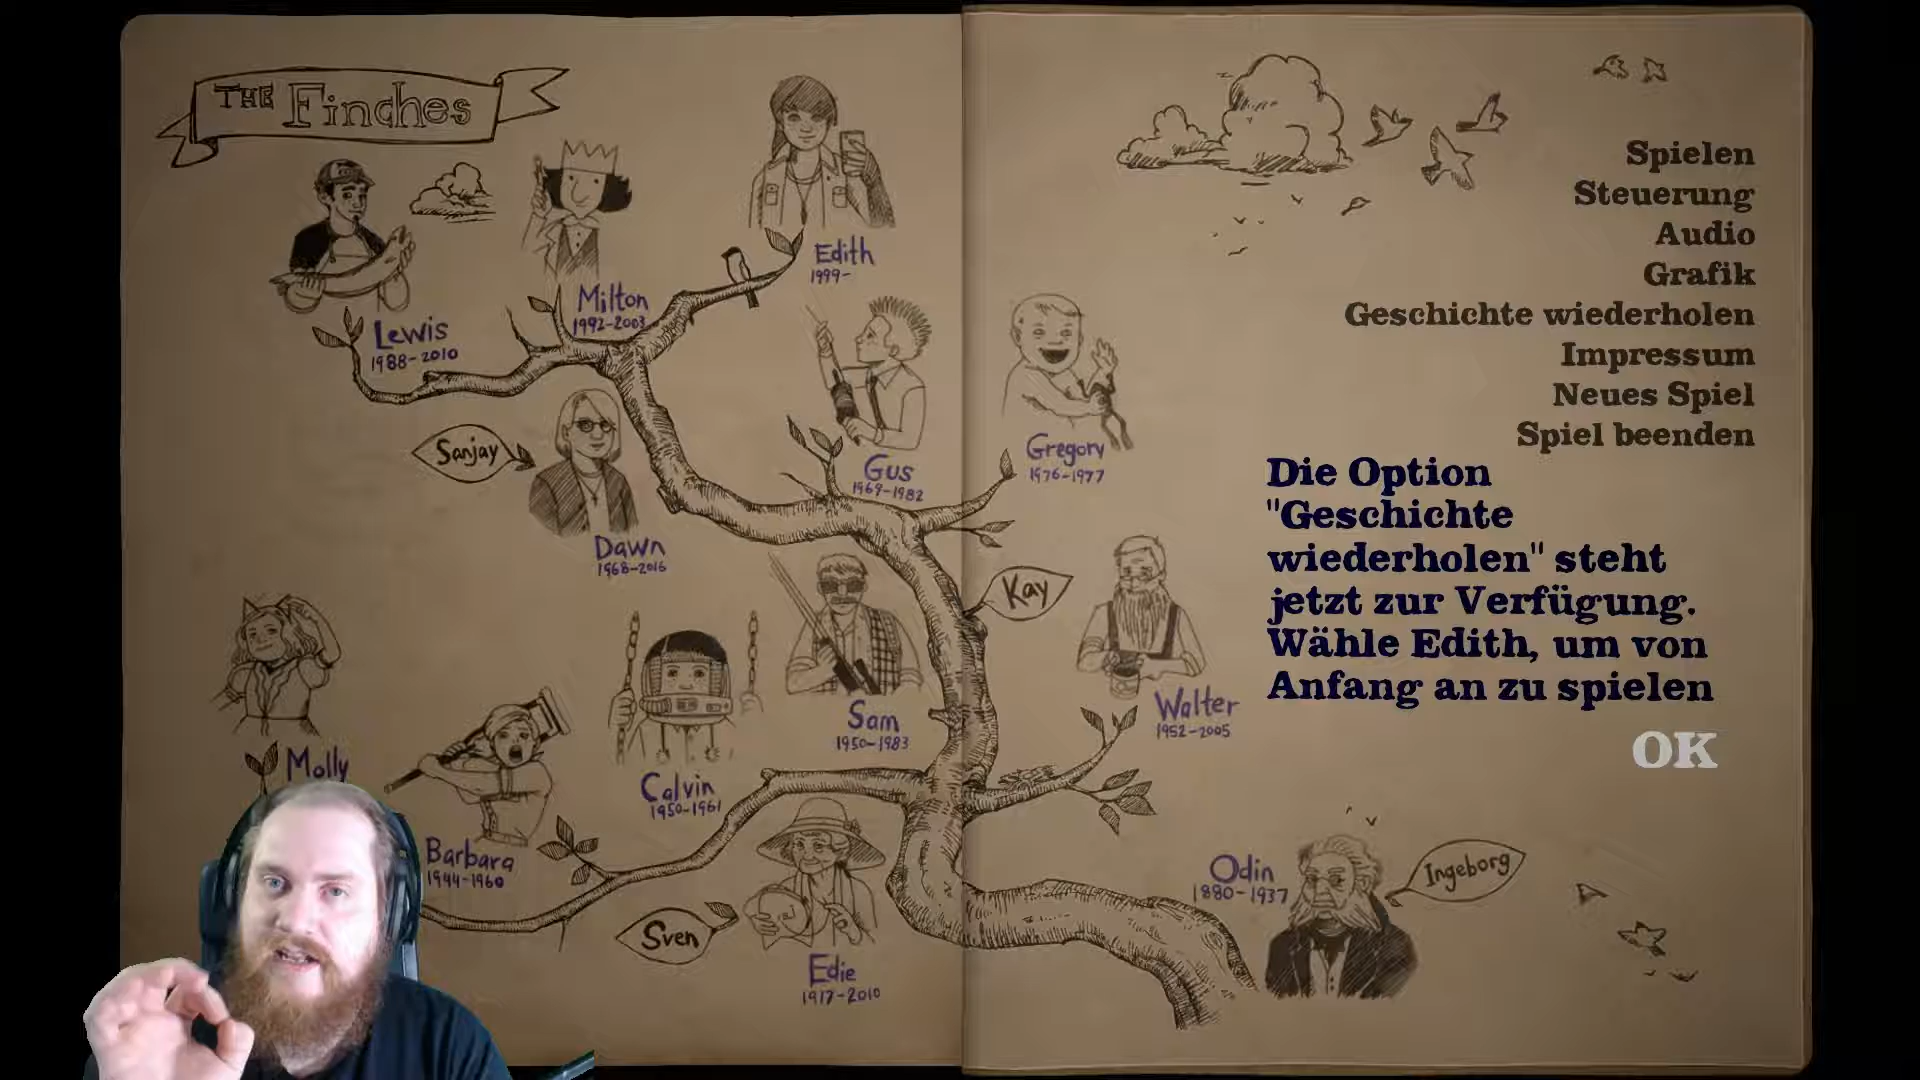 THE Finches
Edith
1999-
Milton
1992-2003
Lewis
1988-2010
Sanjay
Dawn
1968-2016
Gus
1969-1982
Gregory
1976-1977
Kay
Sam
1950-1983
Walter
1952-2005
Molly
Calvin
1950-1961
Barbara
1944-1960
Sven
Edie
1917-2010
Odin
1880-1937
Ingeborg
Spielen
Steuerung
Audio
Grafik
Geschichte wiederholen
Impressum
Neues Spiel
Spiel beenden
Die Option
"Geschichte
wiederholen" steht
jetzt zur Verfügung.
Wähle Edith, um von
Anfang an zu spielen
OK